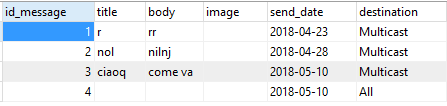 id_message title body image send_date destination
1 r rr 2018-04-23 Multicast
2 nol nilnj 2018-04-28 Multicast
3 ciaoq come va 2018-05-10 Multicast
4 2018-05-10 All